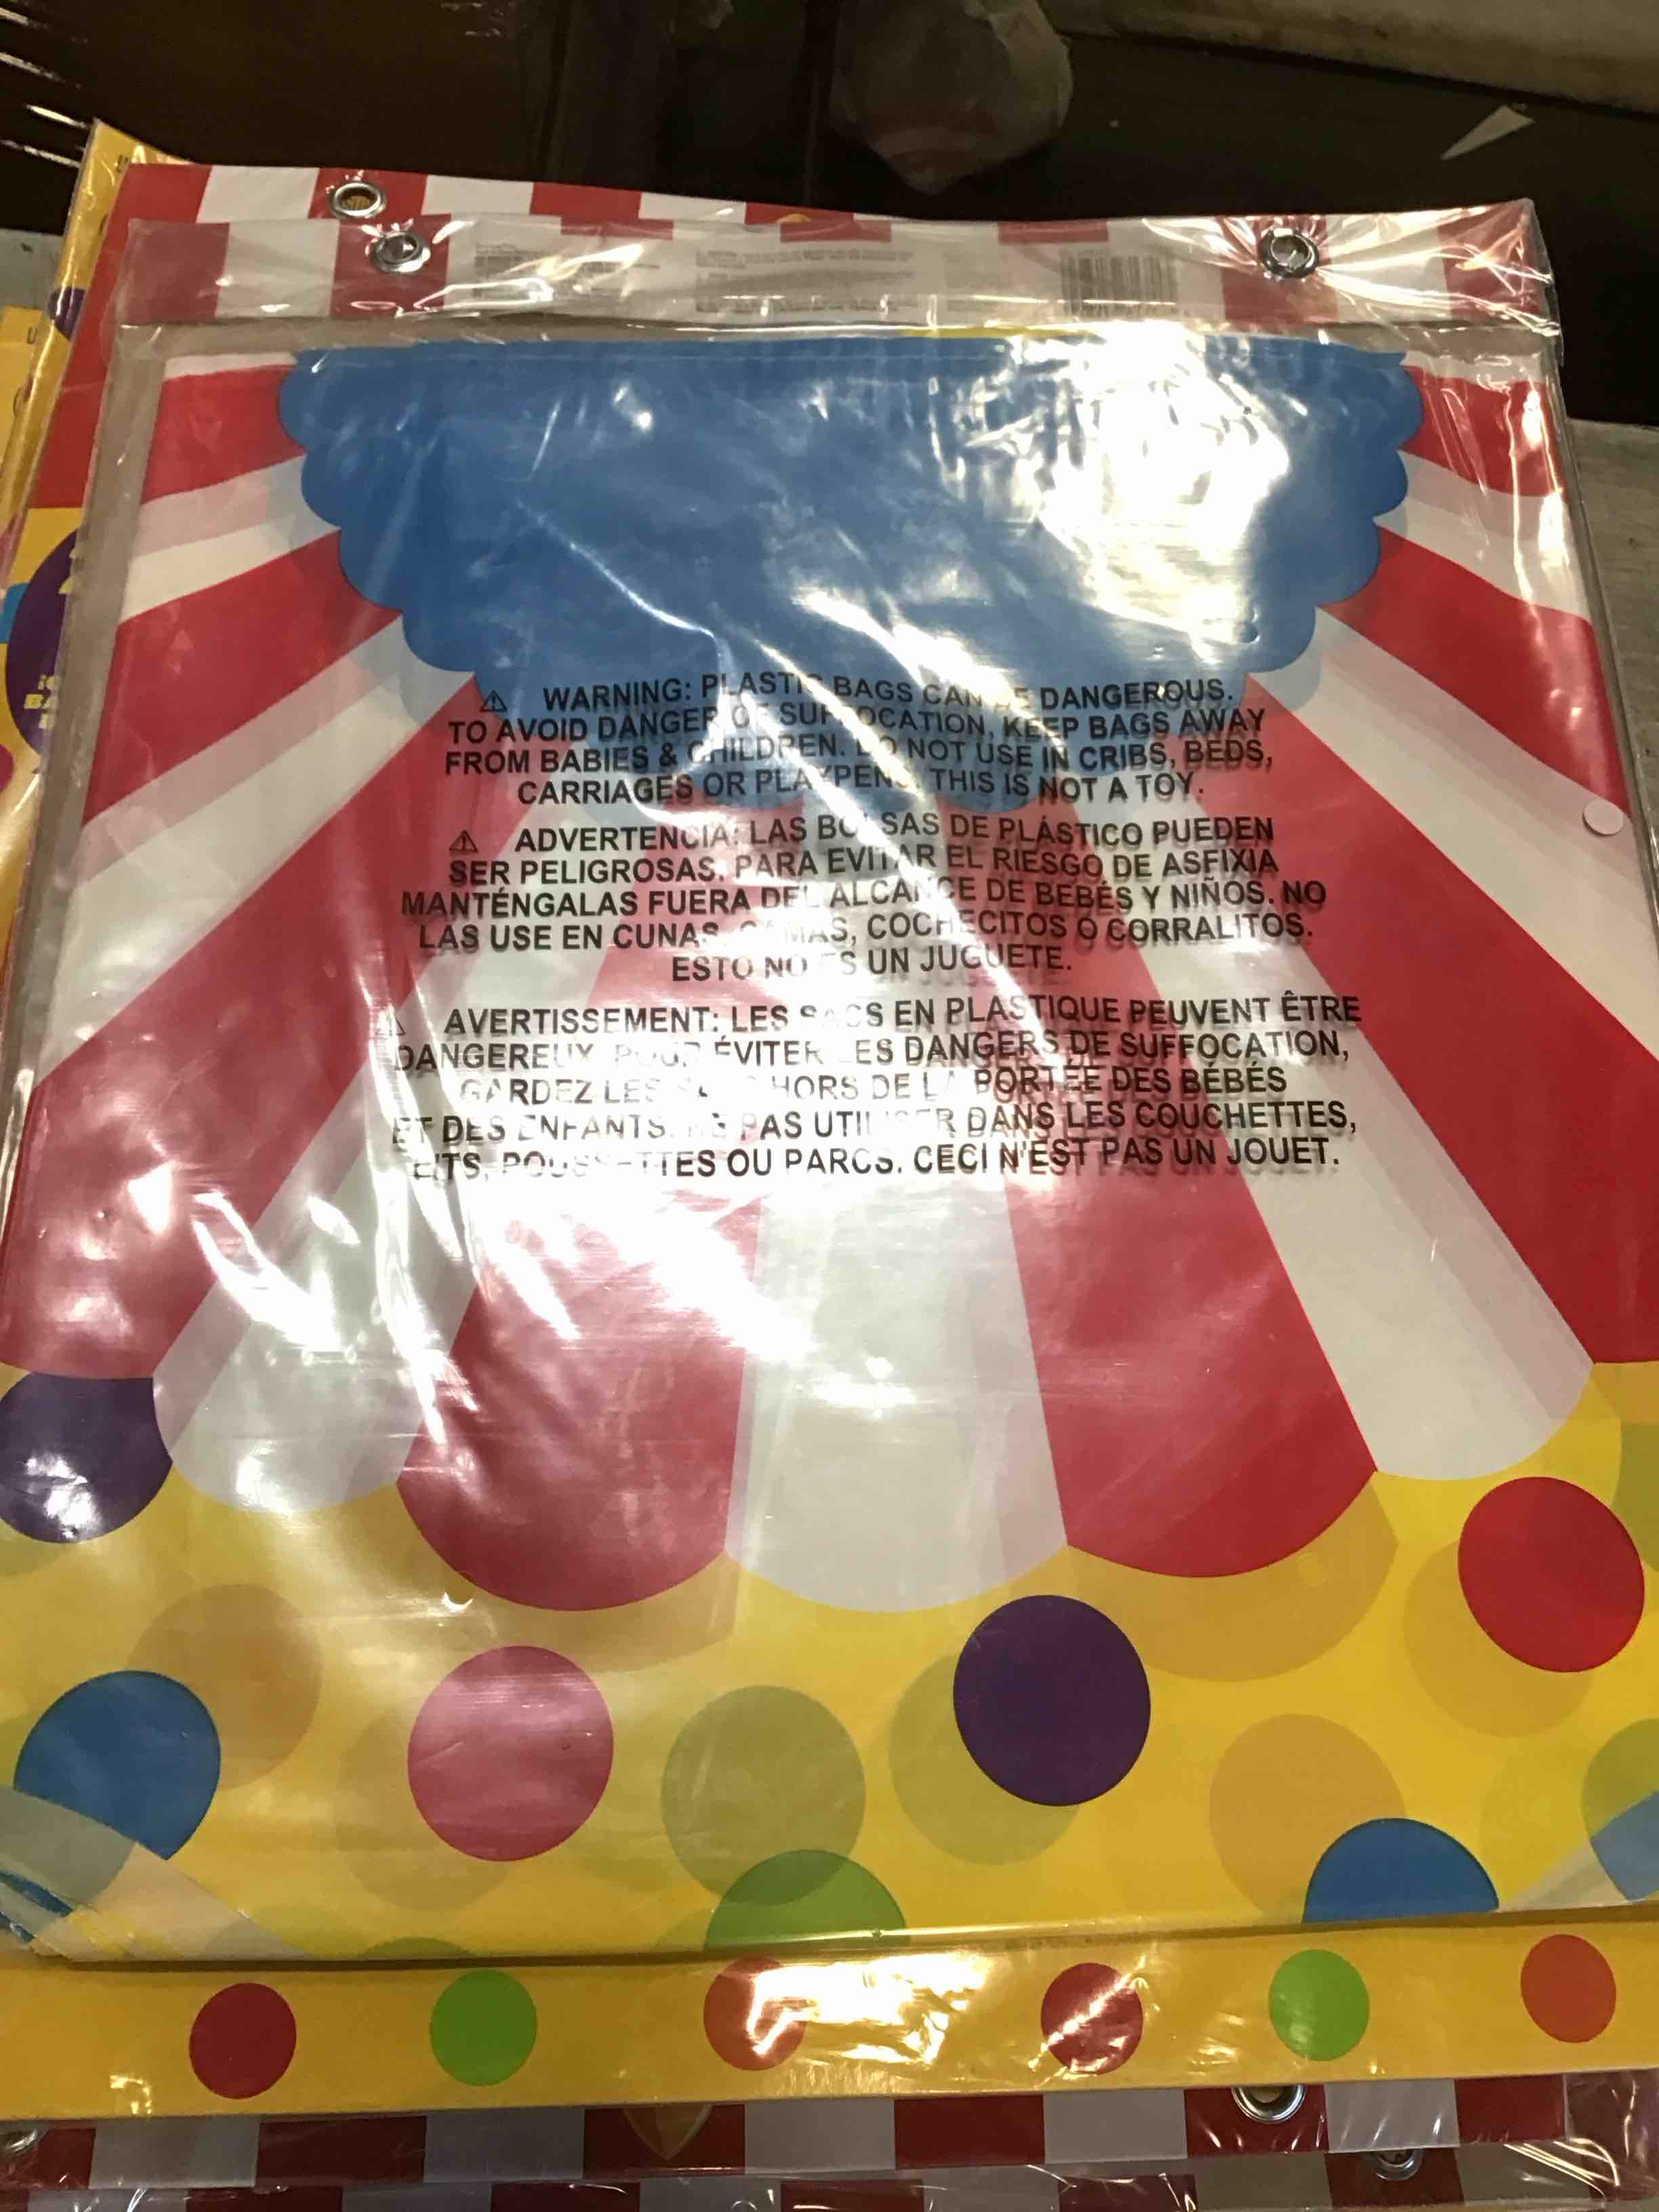 ⚠ WARNING: PLASTIC BAGS CAN BE DANGEROUS.
TO AVOID DANGER OF SUFFOCATION, KEEP BAGS AWAY
FROM BABIES & CHILDREN. DO NOT USE IN CRIBS, BEDS,
CARRIAGES OR PLAYPENS. THIS IS NOT A TOY.
⚠ ADVERTENCIA: LAS BOLSAS DE PLÁSTICO PUEDEN
SER PELIGROSAS. PARA EVITAR EL RIESGO DE ASFIXIA
MANTÉNGALAS FUERA DEL ALCANCE DE BEBÉS Y NIÑOS. NO
LAS USE EN CUNAS, CAMAS, COCHECITOS O CORRALITOS.
ESTO NO ES UN JUGUETE.
⚠ AVERTISSEMENT: LES SACS EN PLASTIQUE PEUVENT ÊTRE
DANGEREUX. POUR ÉVITER LES DANGERS DE SUFFOCATION,
GARDEZ LES SACS HORS DE LA PORTÉE DES BÉBÉS
ET DES ENFANTS. NE PAS UTILISER DANS LES COUCHETTES,
LITS, POUSSETTES OU PARCS. CECI N'EST PAS UN JOUET.